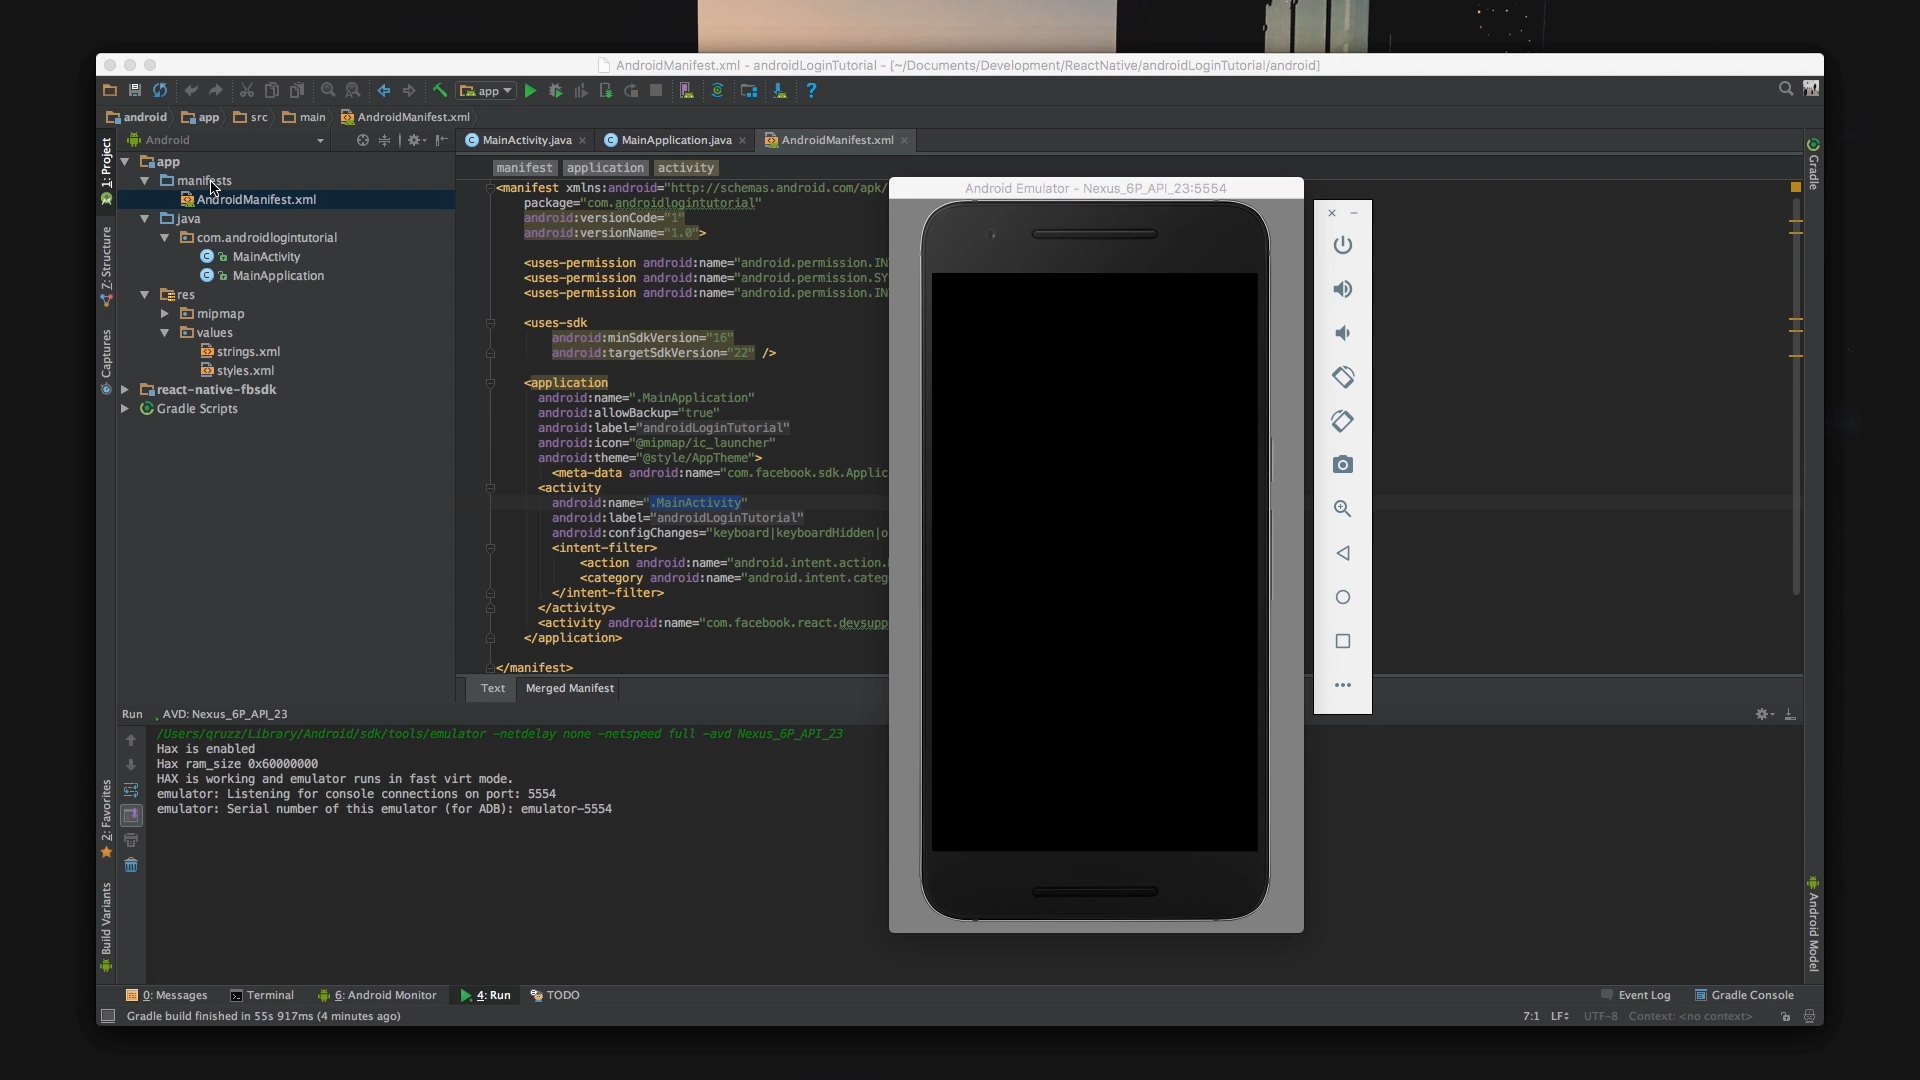 AndroidManifest.xml - androidLoginTutorial - [~/Documents/Development/ReactNative/androidLoginTutorial/android]
app
android
app
src
main
AndroidManifest.xml
Android
MainActivity.java
MainApplication.java
AndroidManifest.xml
1: Project
Z: Structure
Captures
2: Favorites
Build Variants
app
manifests
AndroidManifest.xml
java
com.androidlogintutorial
MainActivity
MainApplication
res
mipmap
values
strings.xml
styles.xml
react-native-fbsdk
Gradle Scripts
manifest application activity
<manifest xmlns:android="http://schemas.android.com/apk/
package="com.androidlogintutorial"
android:versionCode="1"
android:versionName="1.0">
<uses-permission android:name="android.permission.IN
<uses-permission android:name="android.permission.SY
<uses-permission android:name="android.permission.IN
<uses-sdk
android:minSdkVersion="16"
android:targetSdkVersion="22" />
<application
android:name=".MainApplication"
android:allowBackup="true"
android:label="androidLoginTutorial"
android:icon="@mipmap/ic_launcher"
android:theme="@style/AppTheme">
<meta-data android:name="com.facebook.sdk.Applic
<activity
android:name=".MainActivity"
android:label="androidLoginTutorial"
android:configChanges="keyboard|keyboardHidden|o
<intent-filter>
<action android:name="android.intent.action.
<category android:name="android.intent.categ
</intent-filter>
</activity>
<activity android:name="com.facebook.react.devsupp
</application>
</manifest>
Text
Merged Manifest
Android Emulator - Nexus_6P_API_23:5554
Gradle
Android Model
Run
AVD: Nexus_6P_API_23
/Users/qruzz/Library/Android/sdk/tools/emulator -netdelay none -netspeed full -avd Nexus_6P_API_23
Hax is enabled
Hax ram_size 0x60000000
HAX is working and emulator runs in fast virt mode.
emulator: Listening for console connections on port: 5554
emulator: Serial number of this emulator (for ADB): emulator-5554
0: Messages
Terminal
6: Android Monitor
4: Run
TODO
Event Log
Gradle Console
Gradle build finished in 55s 917ms (4 minutes ago)
7:1 LF UTF-8 Context: <no context>